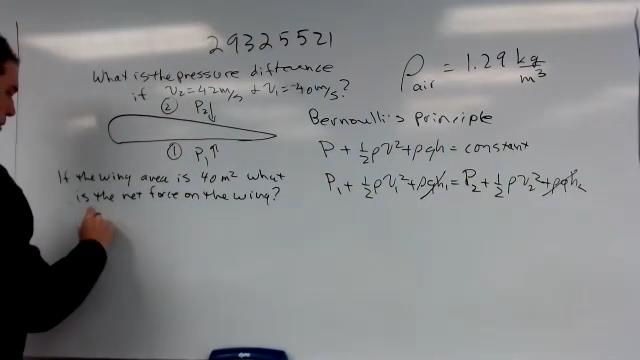 29325521
What is the pressure difference
if v₂=42m/s + v₁=40m/s?
② P₂↓
① P₁↑
If the wing area is 40 m² what
is the net force on the wing?
ρair = 1.29 kg/m³
Bernoulli's principle
P + ½ρv² + ρgh = constant
P₁ + ½ρv₁² + ρgh₁ = P₂ + ½ρv₂² + ρgh₂